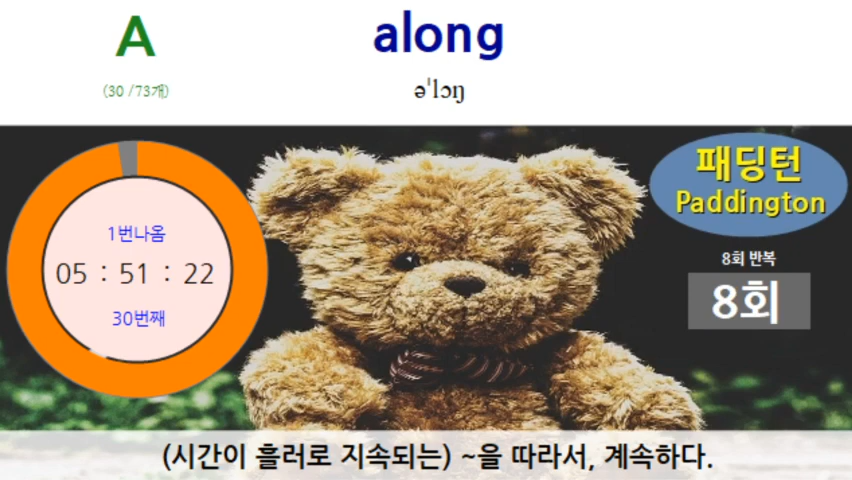 A
along
(30 /73개)
əˈlɔŋ
패딩턴
Paddington
1번나옴
05 : 51 : 22
30번째
8회 반복
8회
(시간이 흘러로 지속되는) ~을 따라서, 계속하다.